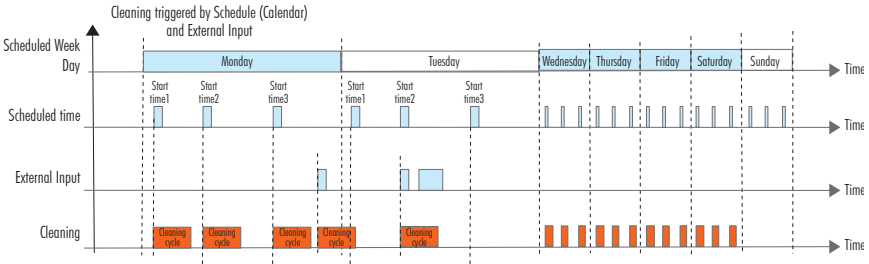 Cleaning triggered by Schedule (Calendar)
and External Input
Scheduled Week
Day
Monday
Tuesday
Wednesday
Thursday
Friday
Saturday
Sunday
Time
Start
time1
Start
time2
Start
time3
Start
time1
Start
time2
Start
time3
Scheduled time
Time
External Input
Time
Cleaning
Cleaning
cycle
Cleaning
cycle
Cleaning
cycle
Cleaning
cycle
Cleaning
cycle
Time